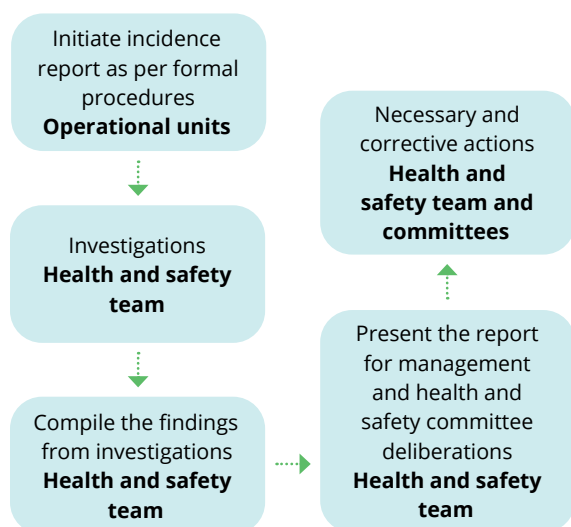 Initiate incidence
report as per formal
procedures
Operational units
Investigations
Health and safety
team
Compile the findings
from investigations
Health and safety
team
Present the report
for management
and health and
safety committee
deliberations
Health and safety
team
Necessary and
corrective actions
Health and
safety team and
committees